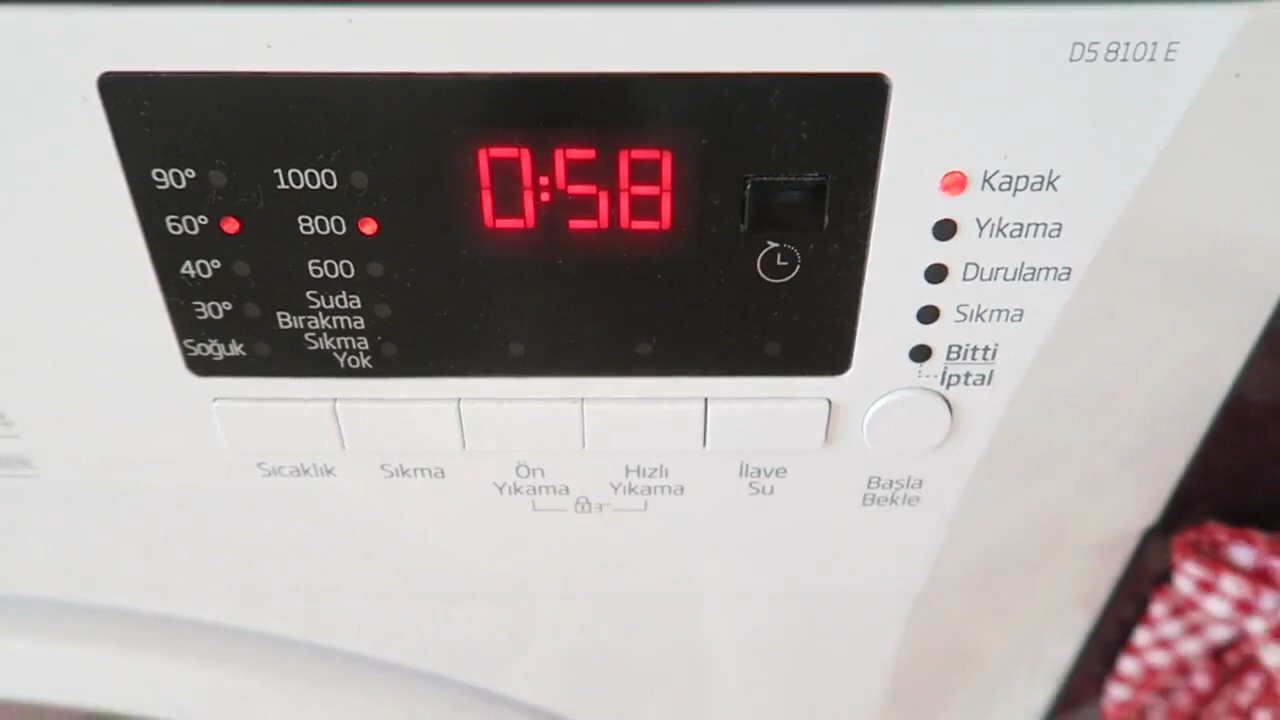 D5 8101 E
0:58
90° 1000
60° 800
40° 600
30° Suda
Bırakma
Soğuk Sıkma
Yok
Kapak
Yıkama
Durulama
Sıkma
Bitti
İptal
Sıcaklık
Sıkma
Ön
Yıkama
Hızlı
Yıkama
3"
İlave
Su
Başla
Bekle